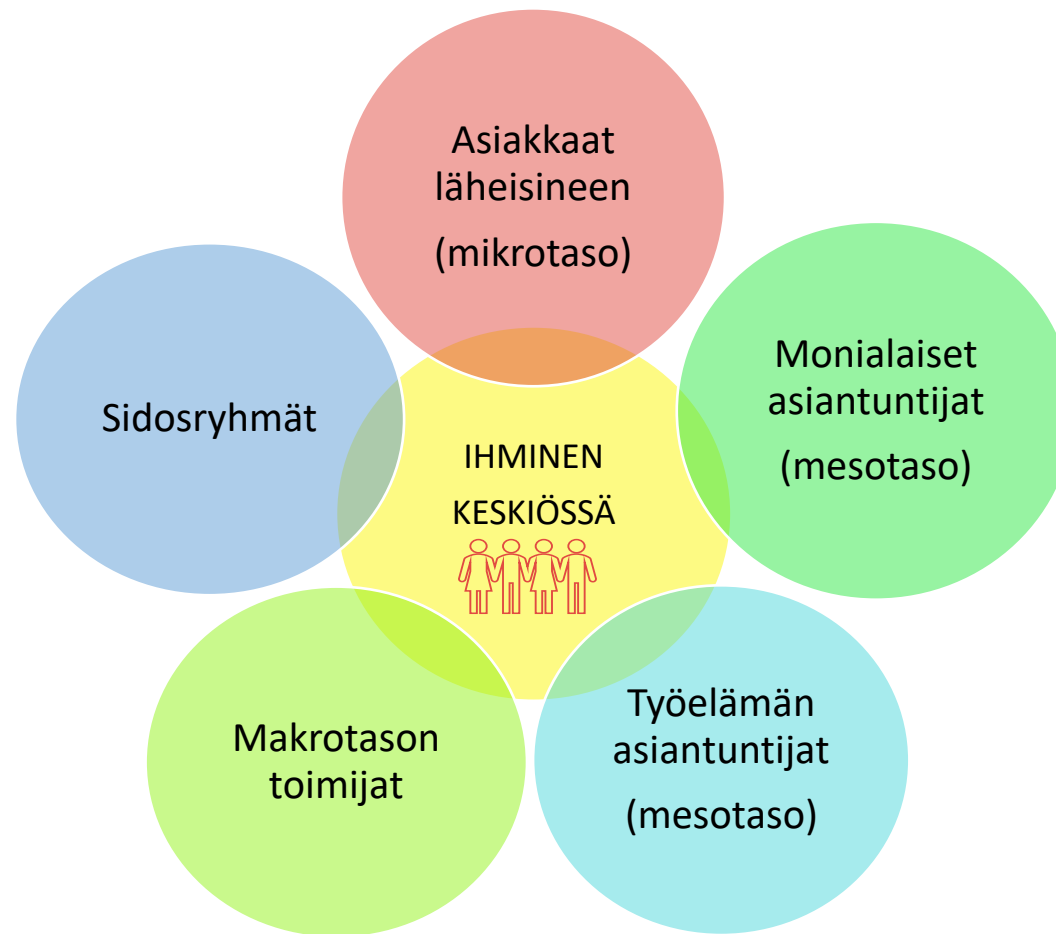 Asiakkaat
läheisineen
(mikrotaso)
Monialaiset
asiantuntijat
(mesotaso)
Sidosryhmät
IHMINEN
KESKIÖSSÄ
Työelämän
asiantuntijat
(mesotaso)
Makrotason
toimijat